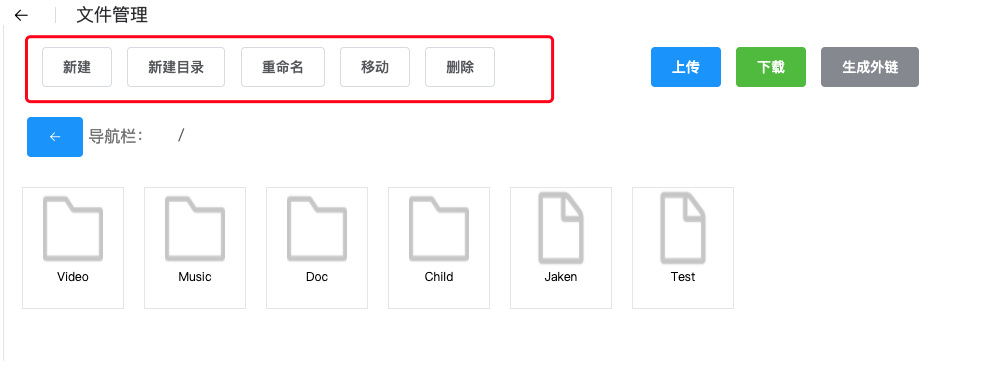 ← 文件管理
新建 新建目录 重命名 移动 删除 上传 下载 生成外链
← 导航栏： /
Video Music Doc Child Jaken Test